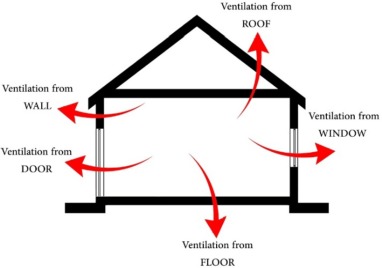 Ventilation from
ROOF
Ventilation from
WALL
Ventilation from
WINDOW
Ventilation from
DOOR
Ventilation from
FLOOR